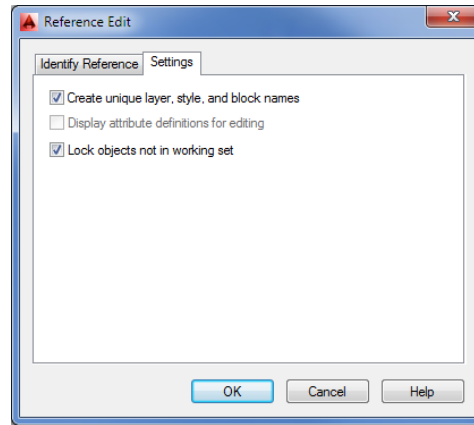 Reference Edit
Identify Reference Settings
Create unique layer, style, and block names
Display attribute definitions for editing
Lock objects not in working set
OK Cancel Help